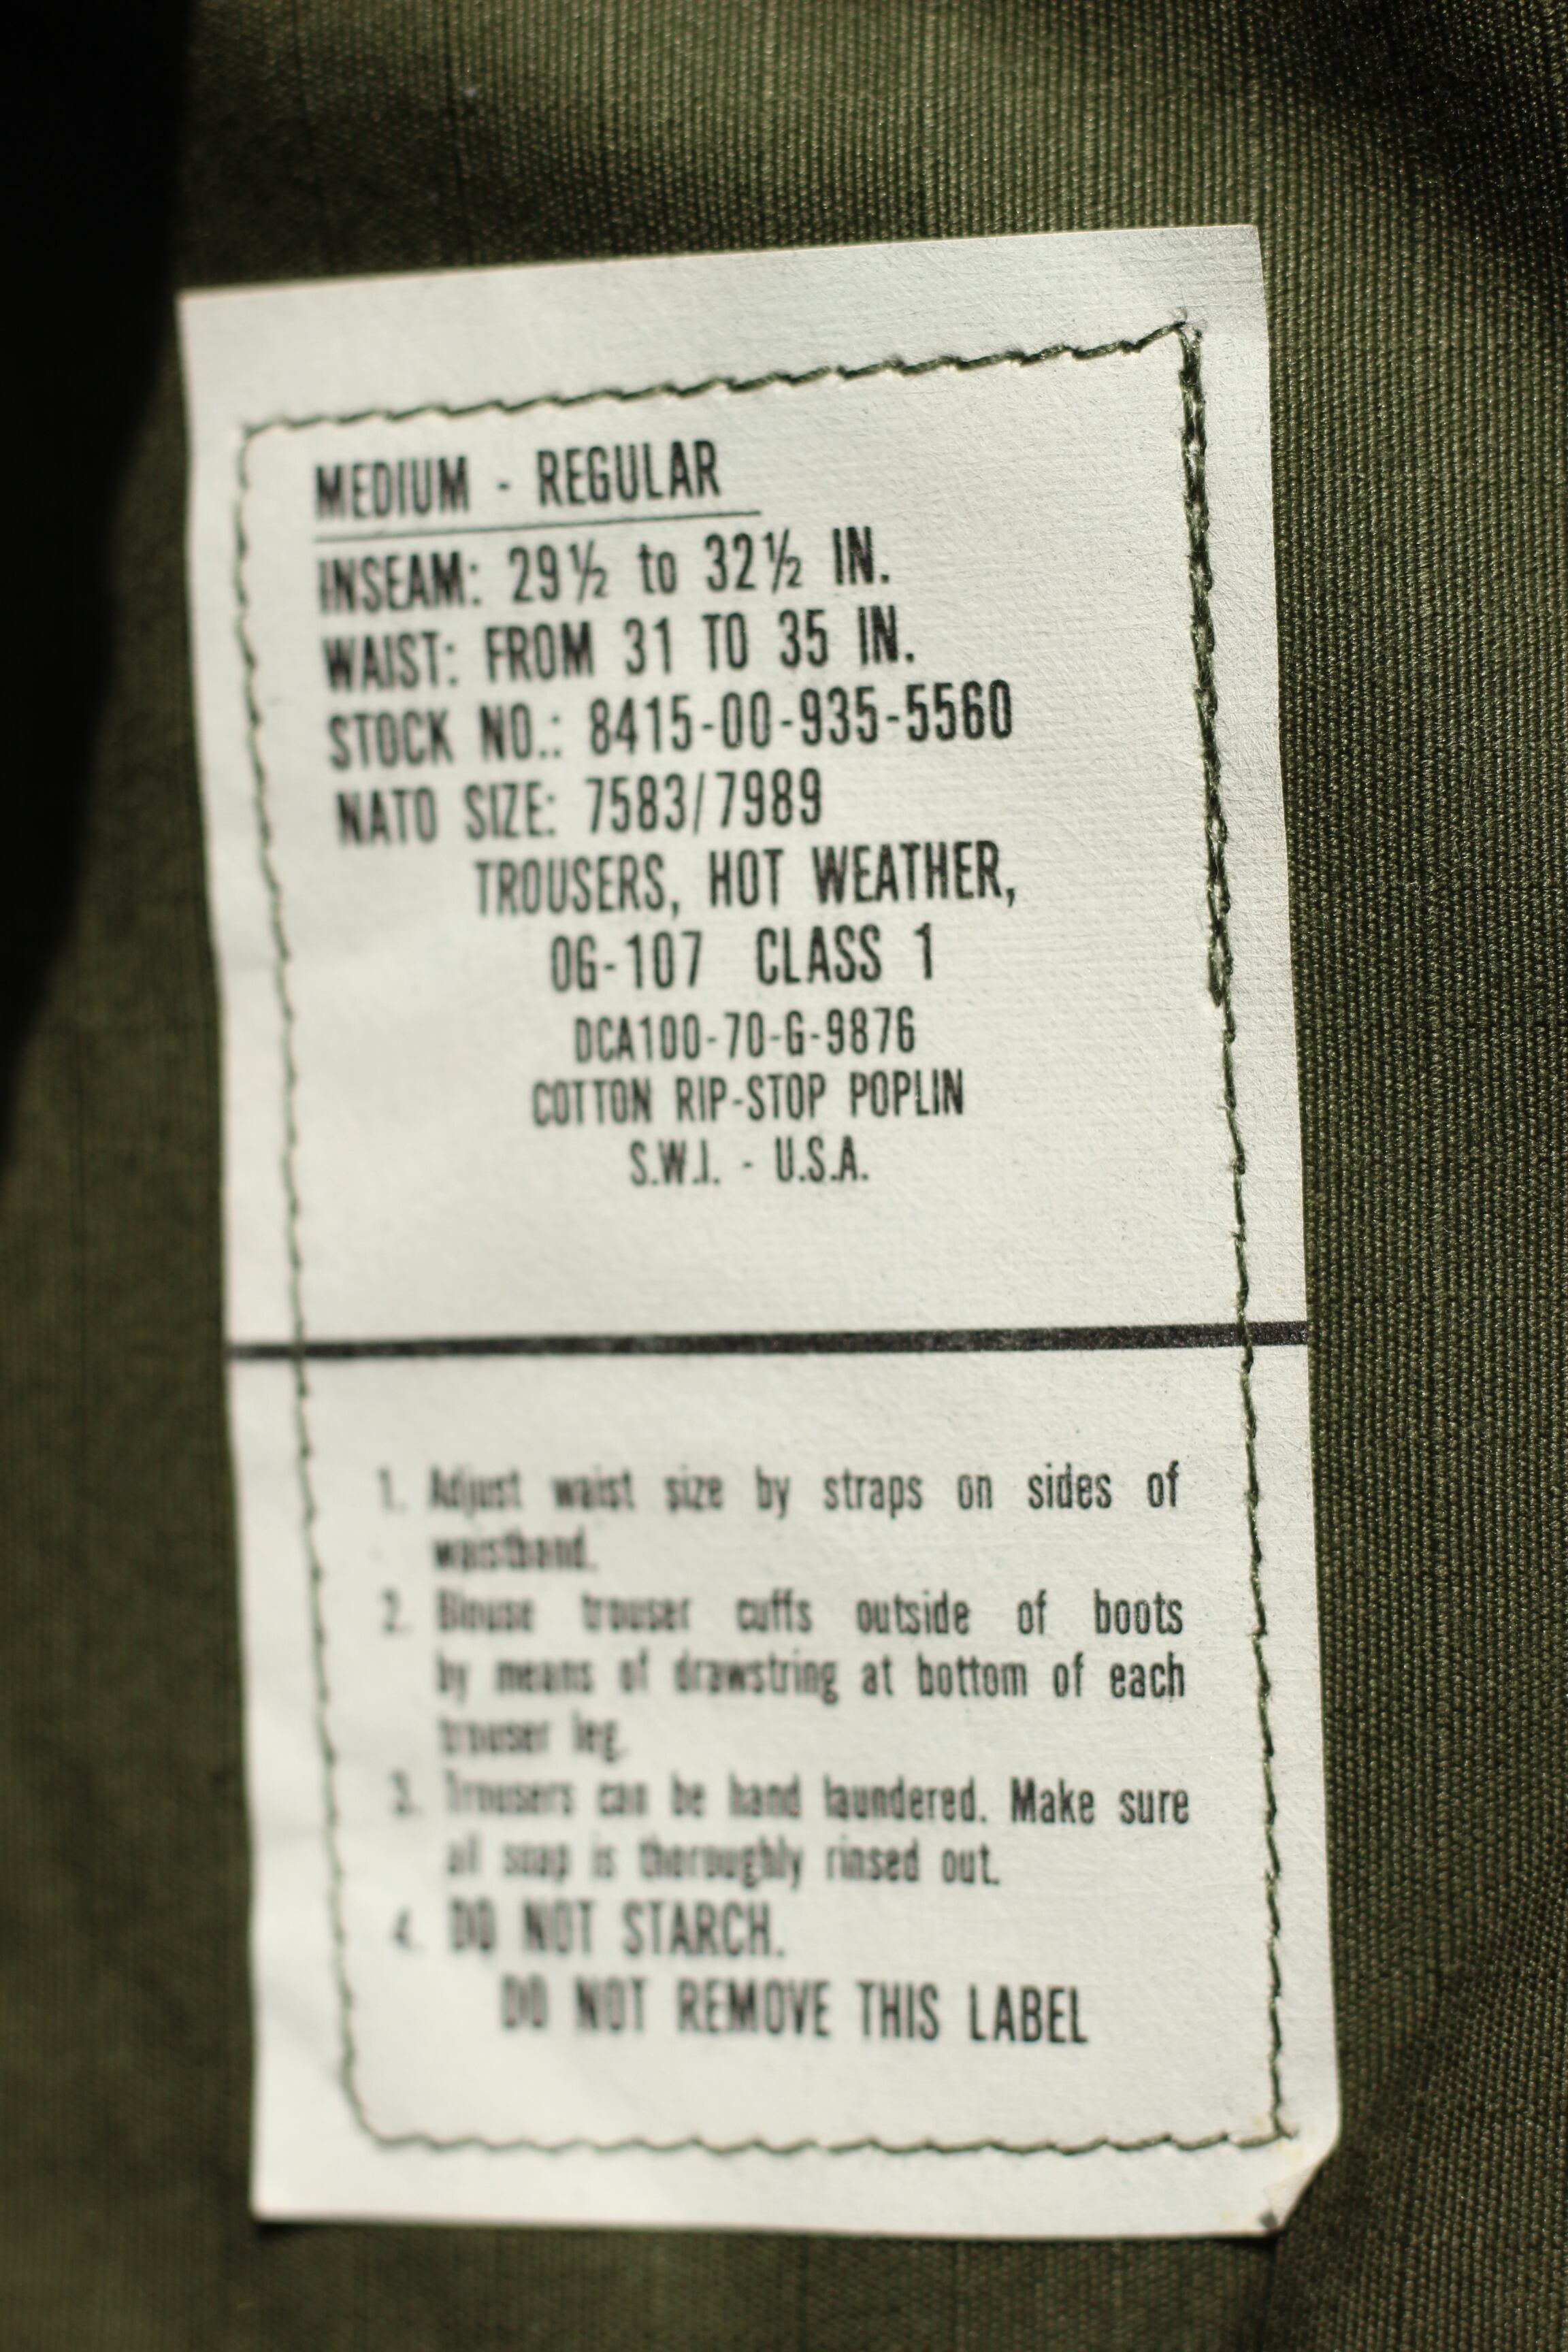 MEDIUM - REGULAR
INSEAM: 29½ to 32½ IN.
WAIST: FROM 31 TO 35 IN.
STOCK NO.: 8415-00-935-5560
NATO SIZE: 7583/7989
TROUSERS, HOT WEATHER,
OG-107 CLASS 1
DCA100-70-G-9876
COTTON RIP-STOP POPLIN
S.W.I. - U.S.A.
1. Adjust waist size by straps on sides of
waistband.
2. Blouse trouser cuffs outside of boots
by means of drawstring at bottom of each
trouser leg.
3. Trousers can be hand laundered. Make sure
all soap is thoroughly rinsed out.
4. DO NOT STARCH.
DO NOT REMOVE THIS LABEL